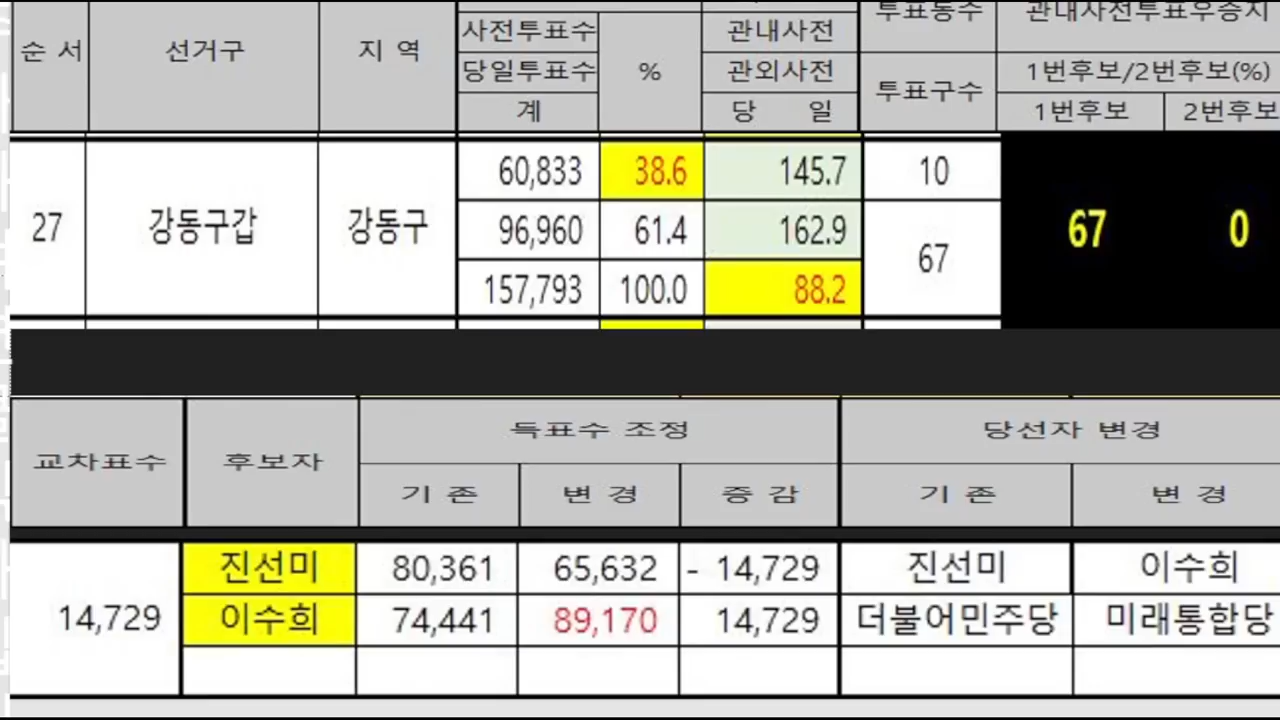 순 서 선거구 지 역 사전투표수 당일투표수 계 % 관내사전 관외사전 당 일 투표동수 투표구수 관내사전투표우승지
1번후보/2번후보(%)
1번후보 2번후보
27 강동구갑 강동구
60,833 38.6 145.7 10
96,960 61.4 162.9 67
157,793 100.0 88.2
67 0
교차표수 후보자 득표수 조정 당선자 변경
기 존 변 경 증 감 기 존 변 경
14,729
진선미 80,361 65,632 - 14,729 진선미 이수희
이수희 74,441 89,170 14,729 더불어민주당 미래통합당